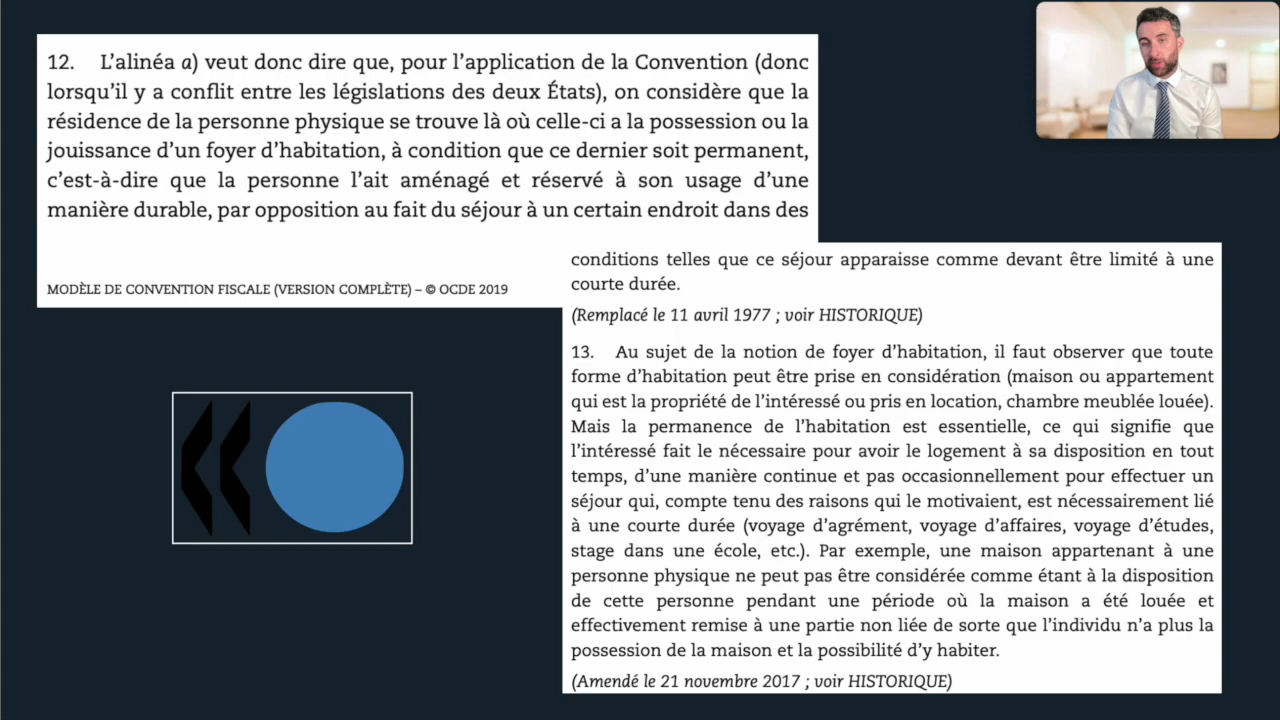 12. L’alinéa a) veut donc dire que, pour l’application de la Convention (donc
lorsqu’il y a conflit entre les législations des deux États), on considère que la
résidence de la personne physique se trouve là où celle-ci a la possession ou la
jouissance d’un foyer d’habitation, à condition que ce dernier soit permanent,
c’est-à-dire que la personne l’ait aménagé et réservé à son usage d’une
manière durable, par opposition au fait du séjour à un certain endroit dans des
MODÈLE DE CONVENTION FISCALE (VERSION COMPLÈTE) – © OCDE 2019
conditions telles que ce séjour apparaisse comme devant être limité à une
courte durée.
(Remplacé le 11 avril 1977 ; voir HISTORIQUE)
13. Au sujet de la notion de foyer d’habitation, il faut observer que toute
forme d’habitation peut être prise en considération (maison ou appartement
qui est la propriété de l’intéressé ou pris en location, chambre meublée louée).
Mais la permanence de l’habitation est essentielle, ce qui signifie que
l’intéressé fait le nécessaire pour avoir le logement à sa disposition en tout
temps, d’une manière continue et pas occasionnellement pour effectuer un
séjour qui, compte tenu des raisons qui le motivaient, est nécessairement lié
à une courte durée (voyage d’agrément, voyage d’affaires, voyage d’études,
stage dans une école, etc.). Par exemple, une maison appartenant à une
personne physique ne peut pas être considérée comme étant à la disposition
de cette personne pendant une période où la maison a été louée et
effectivement remise à une partie non liée de sorte que l’individu n’a plus la
possession de la maison et la possibilité d’y habiter.
(Amendé le 21 novembre 2017 ; voir HISTORIQUE)